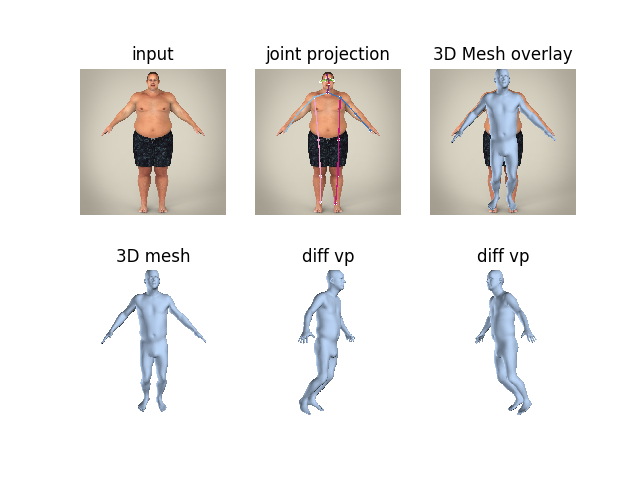 input
joint projection
3D Mesh overlay
3D mesh
diff vp
diff vp